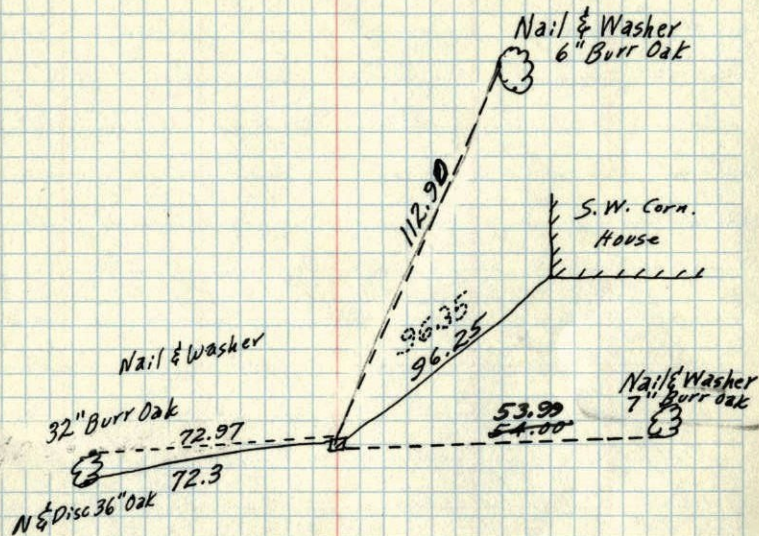 Nail & Washer
6" Burr Oak
112.90
S.W. Corn.
House
96.35
96.25
Nail & Washer
32" Burr Oak
72.97
72.3
N & Disc 36" Oak
Nail & Washer
7" Burr Oak
53.99
54.00